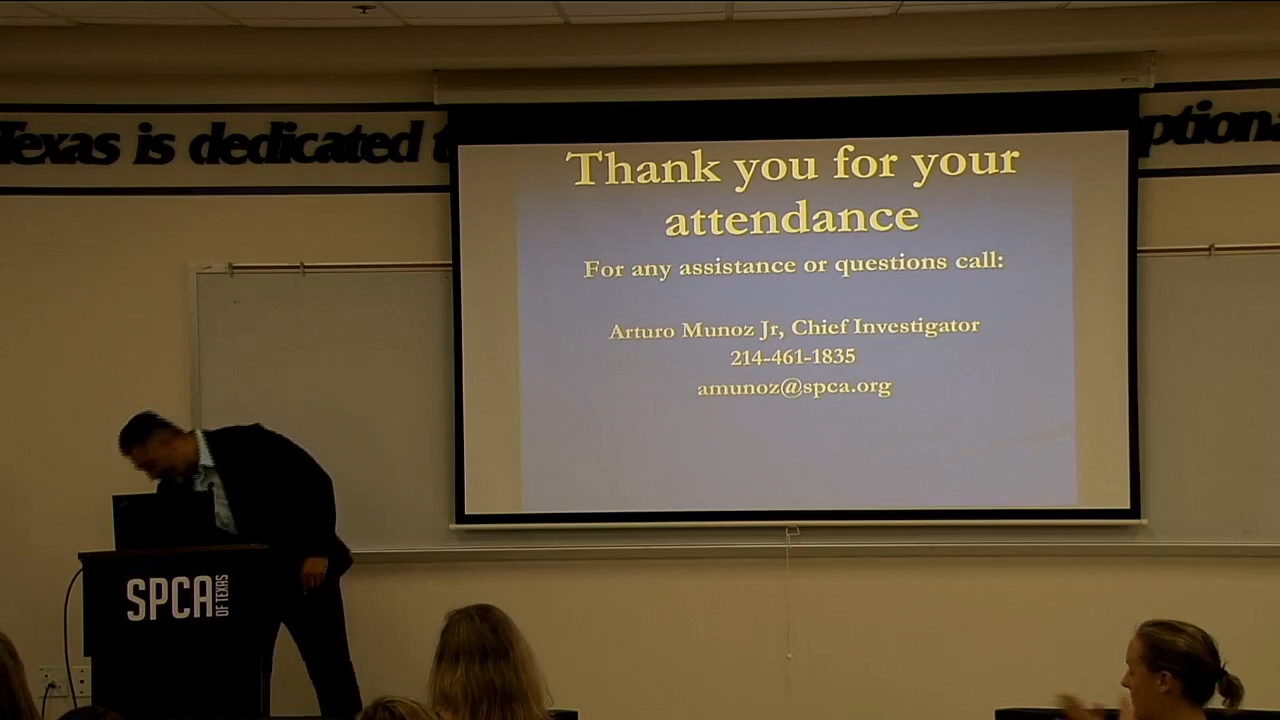 Texas is dedicated
Thank you for your
attendance
For any assistance or questions call:
Arturo Munoz Jr, Chief Investigator
214-461-1835
amunoz@spca.org
SPCA
OF TEXAS